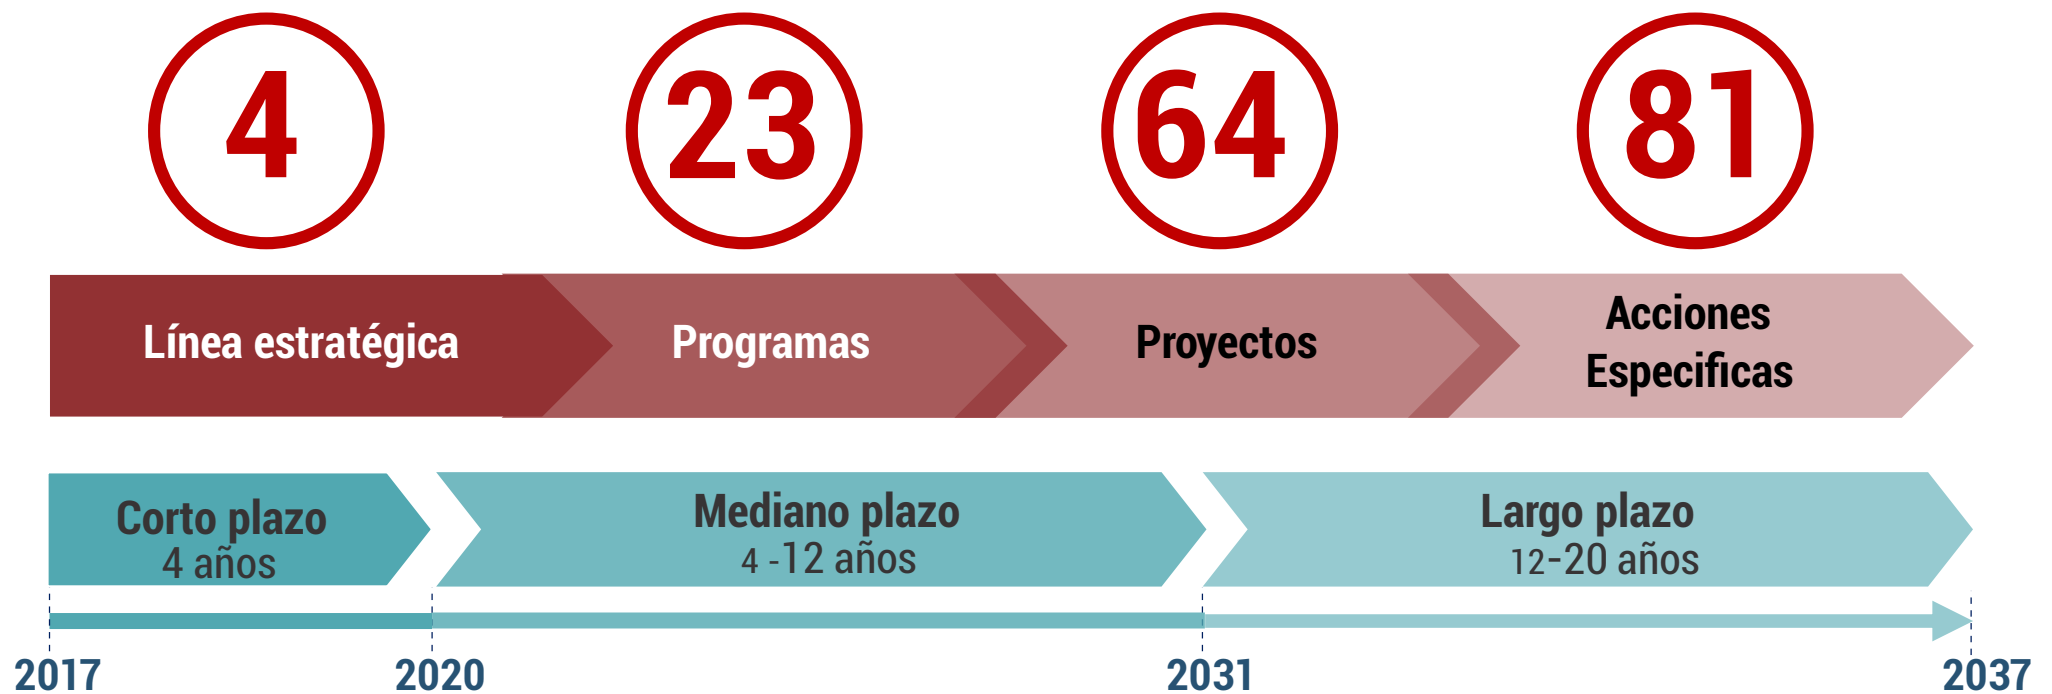 4
23
64
81
Línea estratégica
Programas
Proyectos
Acciones
Especificas
Corto plazo
4 años
Mediano plazo
4 -12 años
Largo plazo
12-20 años
2017
2020
2031
2037